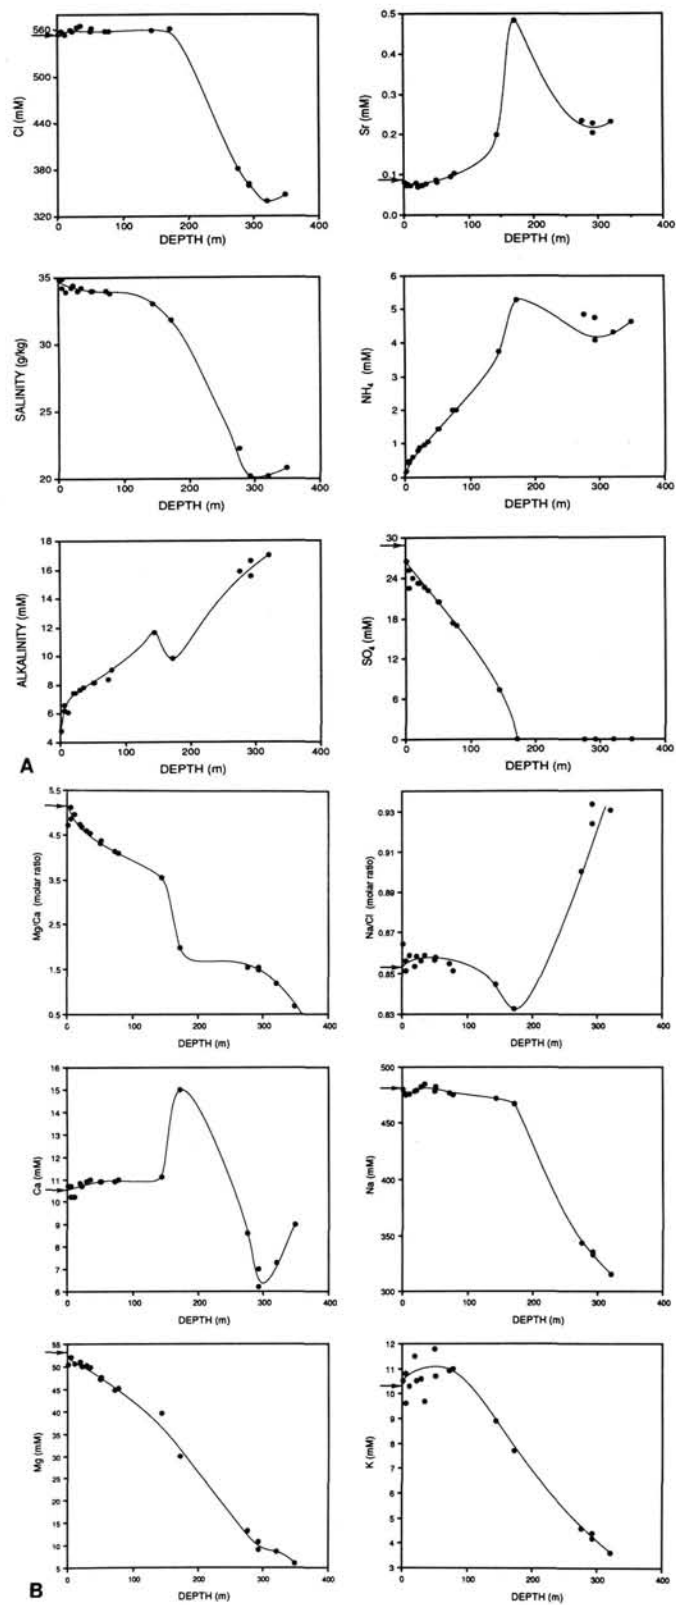 560
500
440
380
320
Cl (mM)
0 100 200 300 400
DEPTH (m)
0.5
0.4
0.3
0.2
0.1
0.0
Sr (mM)
0 100 200 300 400
DEPTH (m)
35
30
25
20
SALINITY (g/kg)
0 100 200 300 400
DEPTH (m)
6
5
4
3
2
1
0
NH4 (mM)
0 100 200 300 400
DEPTH (m)
18
16
14
12
10
8
6
4
ALKALINITY (mM)
0 100 200 300 400
DEPTH (m)
30
24
18
12
6
0
SO4 (mM)
0 100 200 300 400
DEPTH (m)
A
5.5
4.5
3.5
2.5
1.5
0.5
Mg/Ca (molar ratio)
0 100 200 300 400
DEPTH (m)
0.93
0.91
0.89
0.87
0.85
0.83
Na/Cl (molar ratio)
0 100 200 300 400
DEPTH (m)
16
15
14
13
12
11
10
9
8
7
6
Ca (mM)
0 100 200 300 400
DEPTH (m)
500
450
400
350
300
Na (mM)
0 100 200 300 400
DEPTH (m)
55
50
45
40
35
30
25
20
15
10
5
Mg (mM)
0 100 200 300 400
DEPTH (m)
12
11
10
9
8
7
6
5
4
3
K (mM)
0 100 200 300 400
DEPTH (m)
B